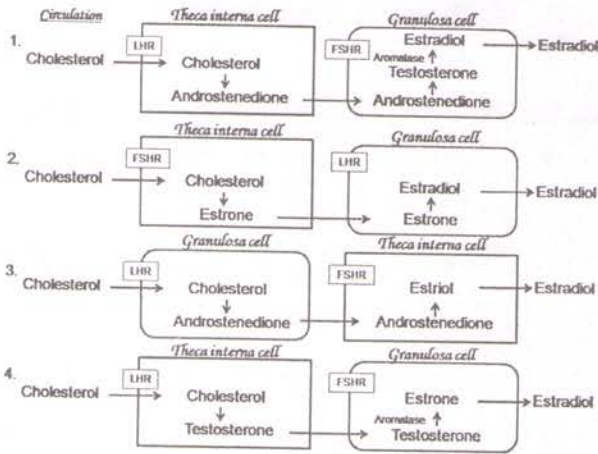 Circulation
Theca interna cell
Granulosa cell
1.
LHR
FSHR
Estradiol
Estradiol
Cholesterol
Cholesterol
Aromatase
Testosterone
Androstenedione
Androstenedione
Theca interna cell
Granulosa cell
2.
FSHR
LHR
Cholesterol
Cholesterol
Estradiol
Estradiol
Estrone
Estrone
Granulosa cell
Theca interna cell
3.
LHR
FSHR
Cholesterol
Cholesterol
Estriol
Estradiol
Androstenedione
Androstenedione
Theca interna cell
Granulosa cell
4.
LHR
FSHR
Cholesterol
Cholesterol
Estrone
Estradiol
Aromatase
Testosterone
Testosterone